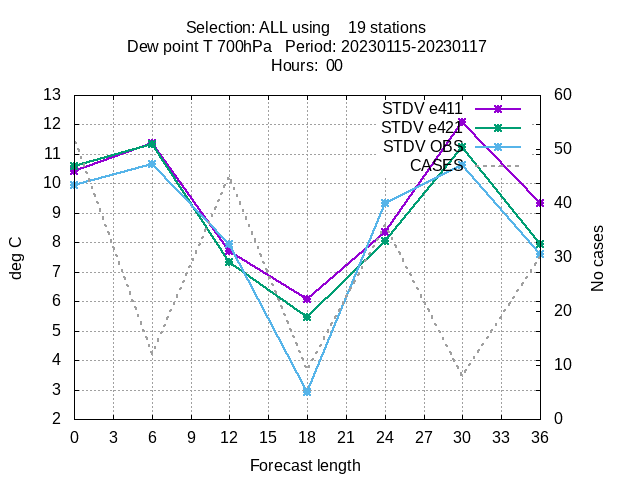 Selection: ALL using    19 stations
Dew point T 700hPa   Period: 20230115-20230117
Hours:  00
STDV e411
STDV e421
STDV OBS
CASES
13
12
11
10
9
8
7
6
5
4
3
2
60
50
40
30
20
10
0
deg C
No cases
0 3 6 9 12 15 18 21 24 27 30 33 36
Forecast length